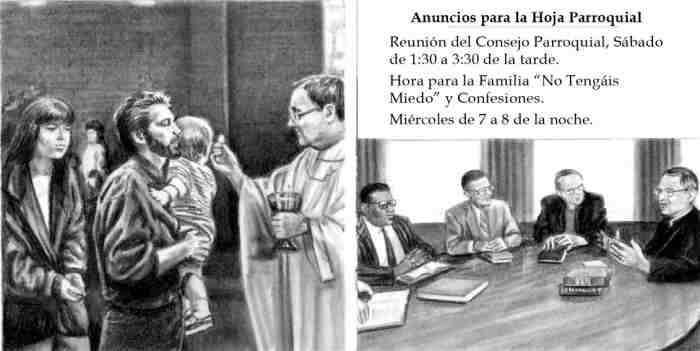 Anuncios para la Hoja Parroquial
Reunión del Consejo Parroquial, Sábado
de 1:30 a 3:30 de la tarde.
Hora para la Familia “No Tengáis
Miedo” y Confesiones.
Miércoles de 7 a 8 de la noche.